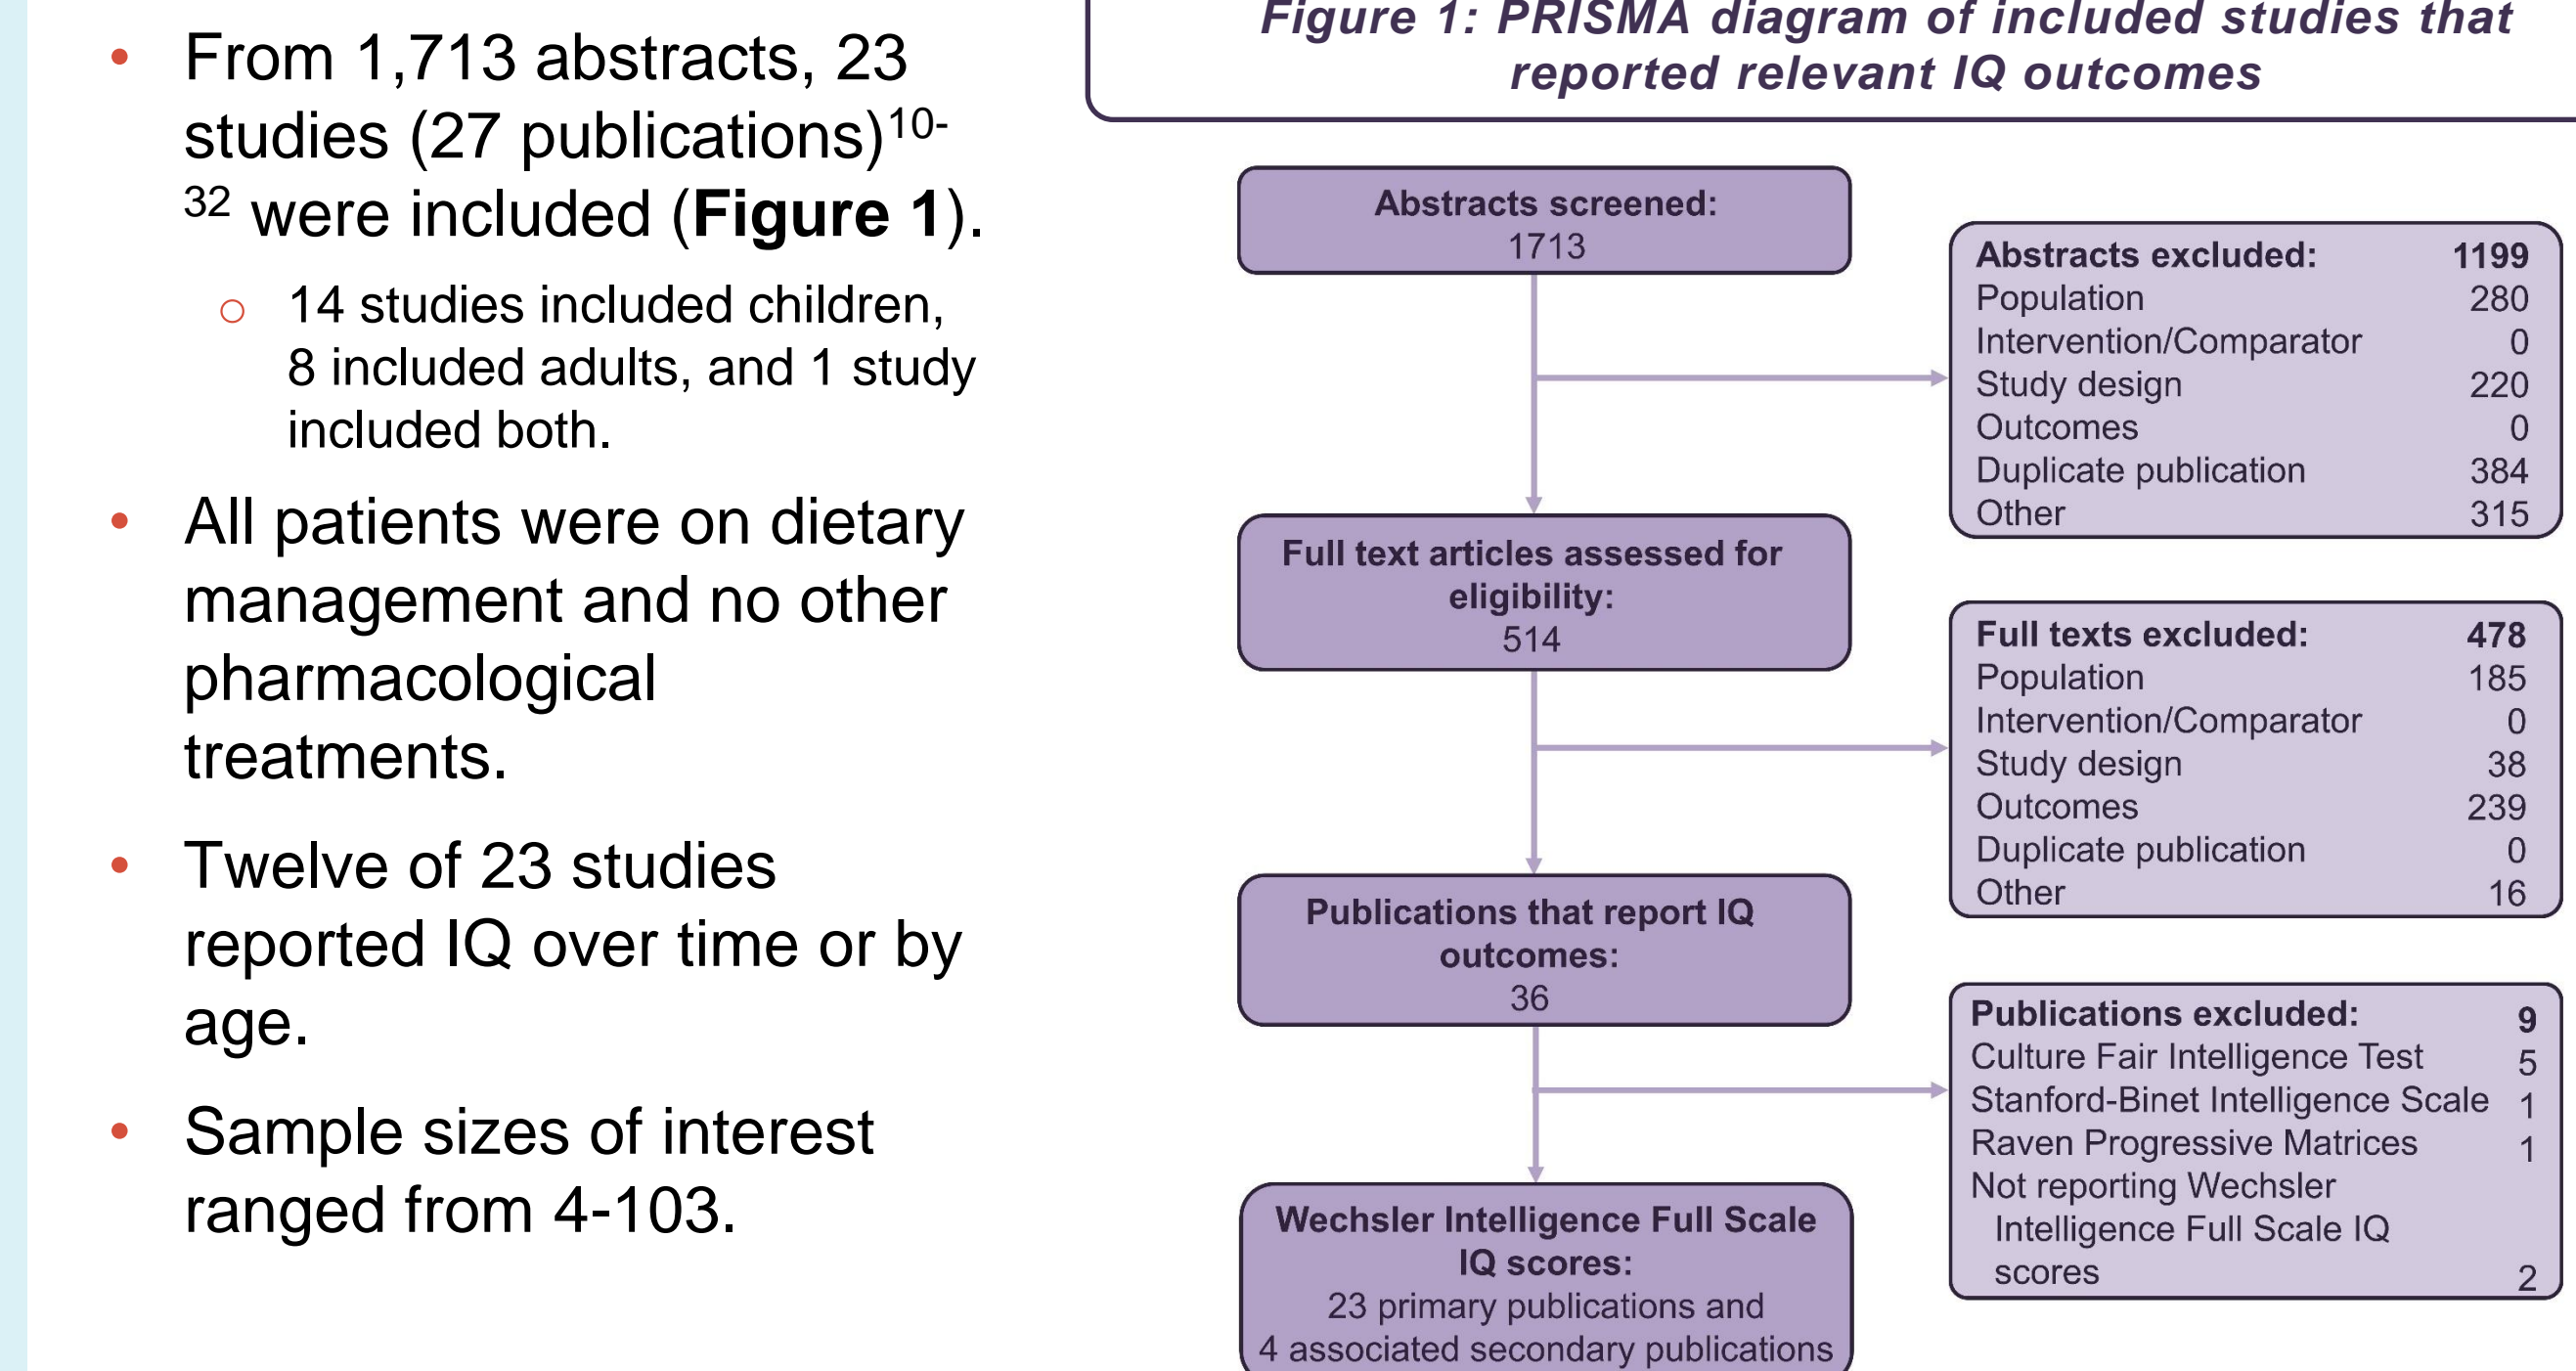 • From 1,713 abstracts, 23
studies (27 publications)10-
32 were included (Figure 1).
○ 14 studies included children,
8 included adults, and 1 study
included both.
• All patients were on dietary
management and no other
pharmacological
treatments.
• Twelve of 23 studies
reported IQ over time or by
age.
• Sample sizes of interest
ranged from 4-103.
Figure 1: PRISMA diagram of included studies that
reported relevant IQ outcomes
Abstracts screened:
1713
Abstracts excluded: 1199
Population 280
Intervention/Comparator 0
Study design 220
Outcomes 0
Duplicate publication 384
Other 315
Full text articles assessed for
eligibility:
514
Full texts excluded: 478
Population 185
Intervention/Comparator 0
Study design 38
Outcomes 239
Duplicate publication 0
Other 16
Publications that report IQ
outcomes:
36
Publications excluded: 9
Culture Fair Intelligence Test 5
Stanford-Binet Intelligence Scale 1
Raven Progressive Matrices 1
Not reporting Wechsler
Intelligence Full Scale IQ
scores 2
Wechsler Intelligence Full Scale
IQ scores:
23 primary publications and
4 associated secondary publications